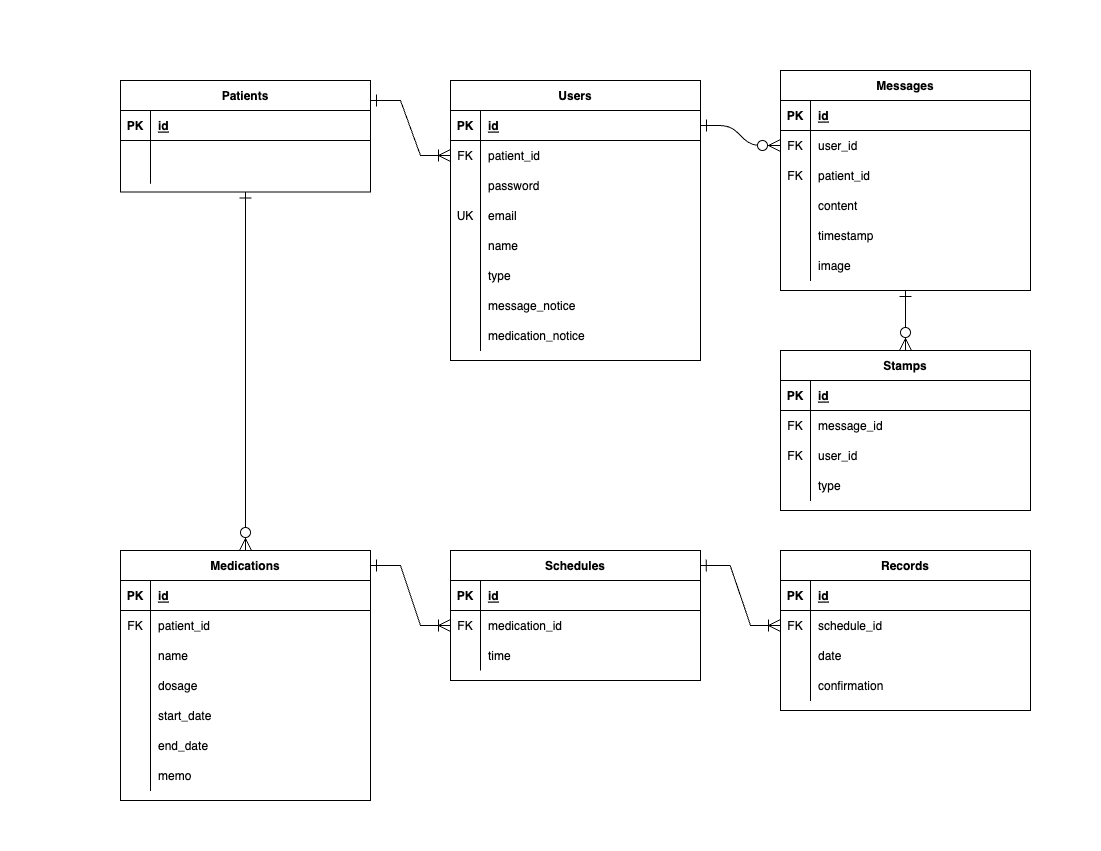 Patients
PK id
Users
PK id
FK patient_id
password
UK email
name
type
message_notice
medication_notice
Messages
PK id
FK user_id
FK patient_id
content
timestamp
image
Stamps
PK id
FK message_id
FK user_id
type
Medications
PK id
FK patient_id
name
dosage
start_date
end_date
memo
Schedules
PK id
FK medication_id
time
Records
PK id
FK schedule_id
date
confirmation